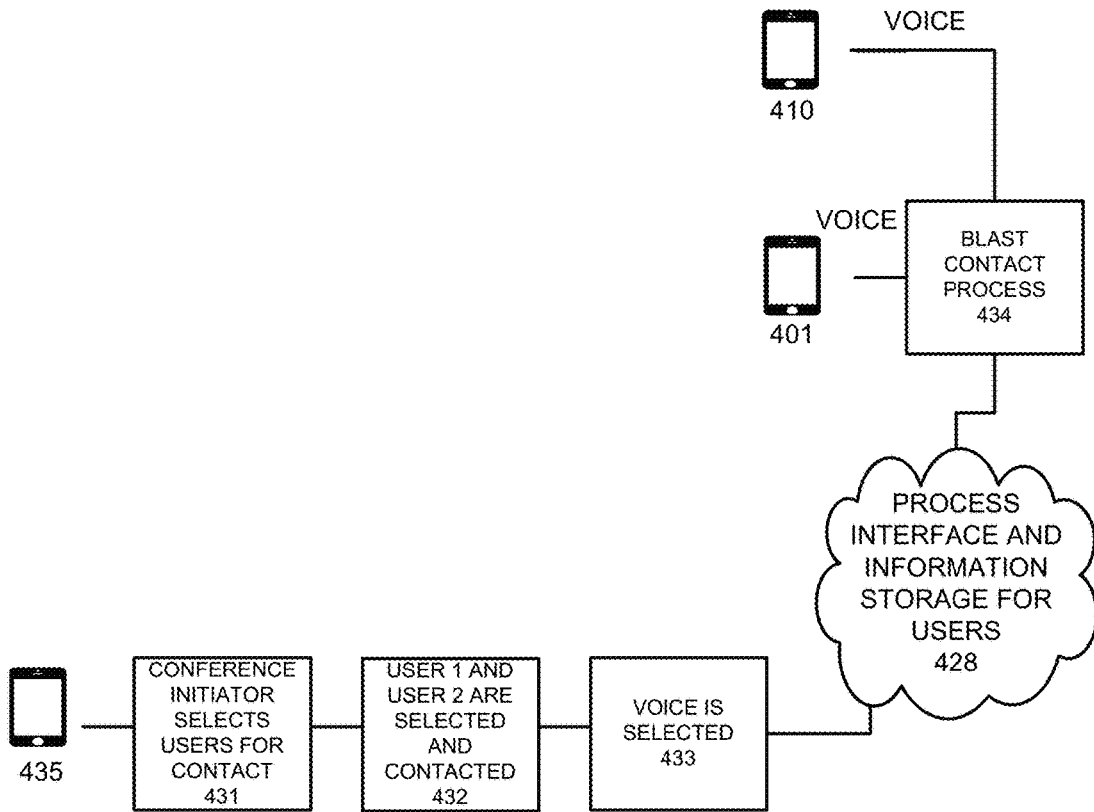 VOICE
410
VOICE
401
BLAST
CONTACT
PROCESS
434
PROCESS
INTERFACE AND
INFORMATION
STORAGE FOR
USERS
428
435
CONFERENCE
INITIATOR
SELECTS
USERS FOR
CONTACT
431
USER 1 AND
USER 2 ARE
SELECTED
AND
CONTACTED
432
VOICE IS
SELECTED
433